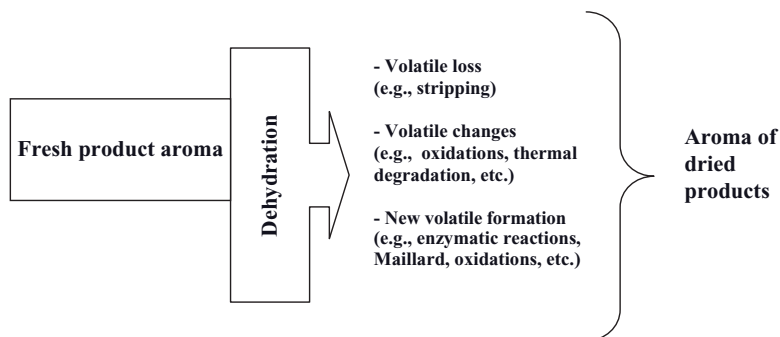 Fresh product aroma
Dehydration
- Volatile loss
(e.g., stripping)
- Volatile changes
(e.g., oxidations, thermal
degradation, etc.)
- New volatile formation
(e.g., enzymatic reactions,
Maillard, oxidations, etc.)
Aroma of
dried
products